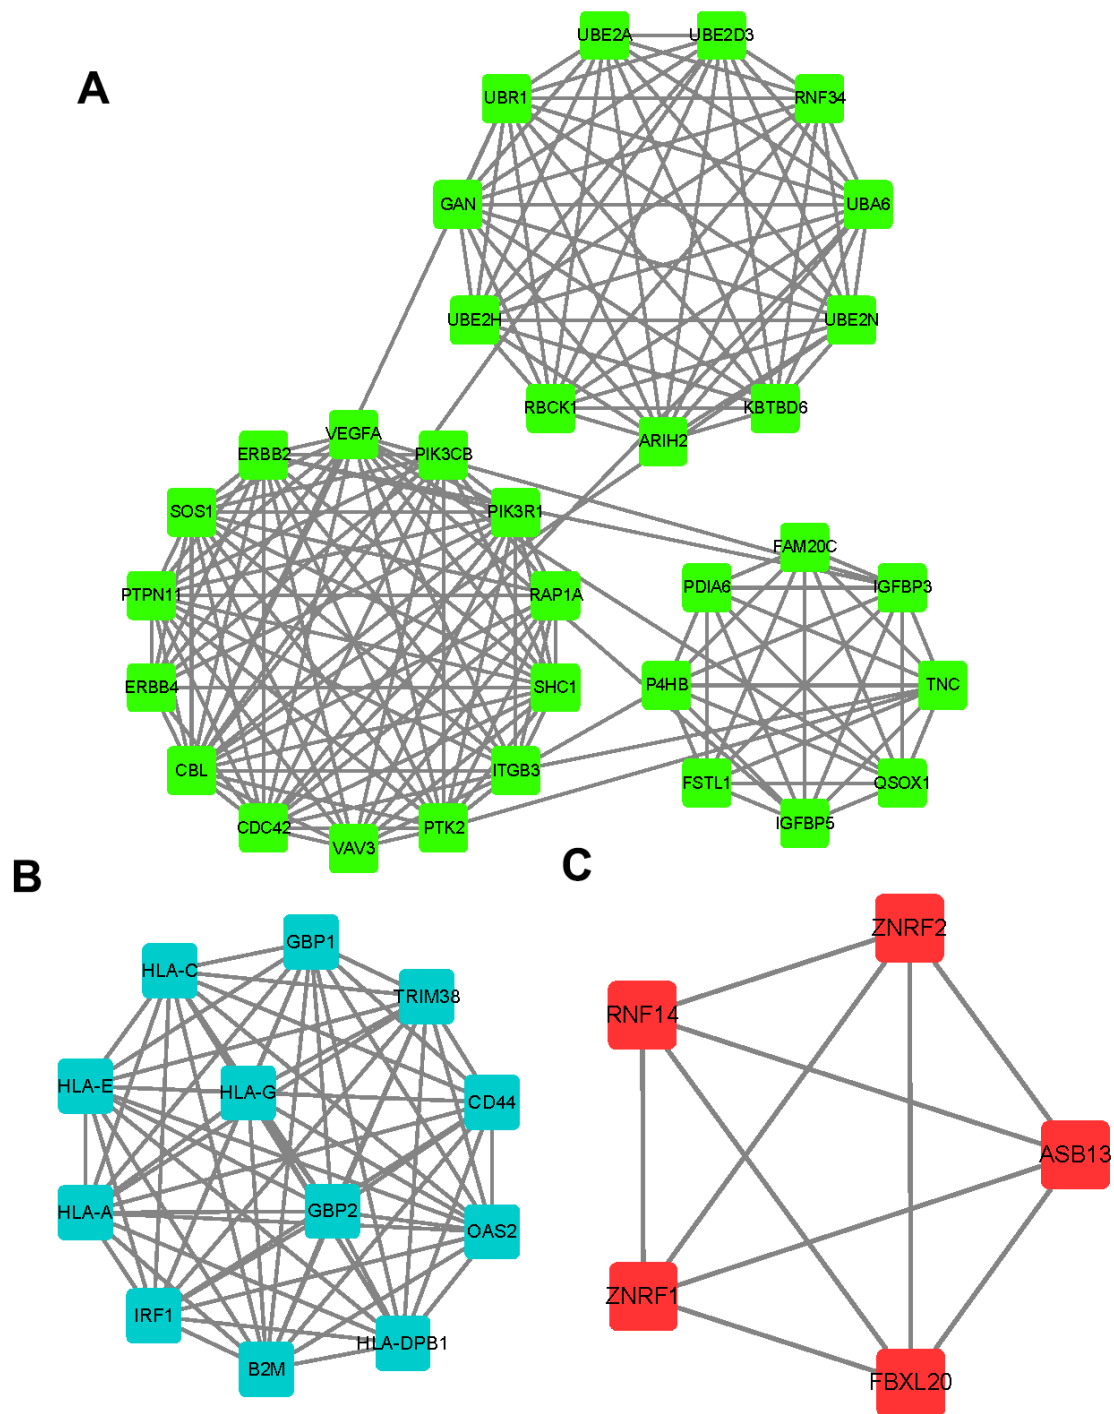 A
UBE2A
UBE2D3
UBR1
RNF34
GAN
UBA6
UBE2H
UBE2N
RBCK1
KBTBD6
ARIH2
VEGFA
ERBB2
PIK3CB
SOS1
PIK3R1
PTPN11
RAP1A
ERBB4
SHC1
CBL
ITGB3
CDC42
PTK2
VAV3
FAM20C
PDIA6
IGFBP3
P4HB
TNC
FSTL1
QSOX1
IGFBP5
B
GBP1
HLA-C
TRIM38
HLA-E
HLA-G
CD44
HLA-A
GBP2
OAS2
IRF1
HLA-DPB1
B2M
C
ZNRF2
RNF14
ASB13
ZNRF1
FBXL20